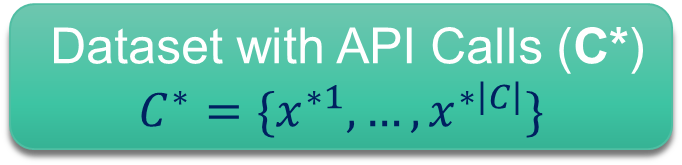 Dataset with API Calls (C*)
C* = {x*1, ..., x*|C|}